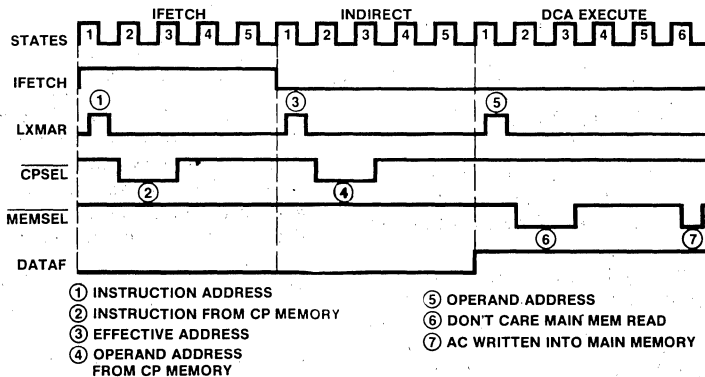 IFETCH INDIRECT DCA EXECUTE
STATES 1 2 3 4 5 1 2 3 4 5 1 2 3 4 5 6
IFETCH
1 3 5
LXMAR
CPSEL
2 4
MEMSEL
6 7
DATAF
1 INSTRUCTION ADDRESS
2 INSTRUCTION FROM CP MEMORY
3 EFFECTIVE ADDRESS
4 OPERAND ADDRESS
FROM CP MEMORY
5 OPERAND ADDRESS
6 DON'T CARE MAIN MEM READ
7 AC WRITTEN INTO MAIN MEMORY